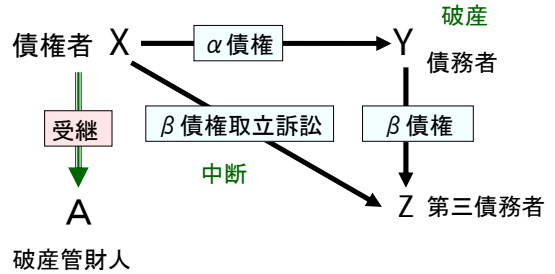 破産
債権者 X
α債権
Y
債務者
受継
β債権取立訴訟
β債権
中断
A
Z 第三債務者
破産管財人